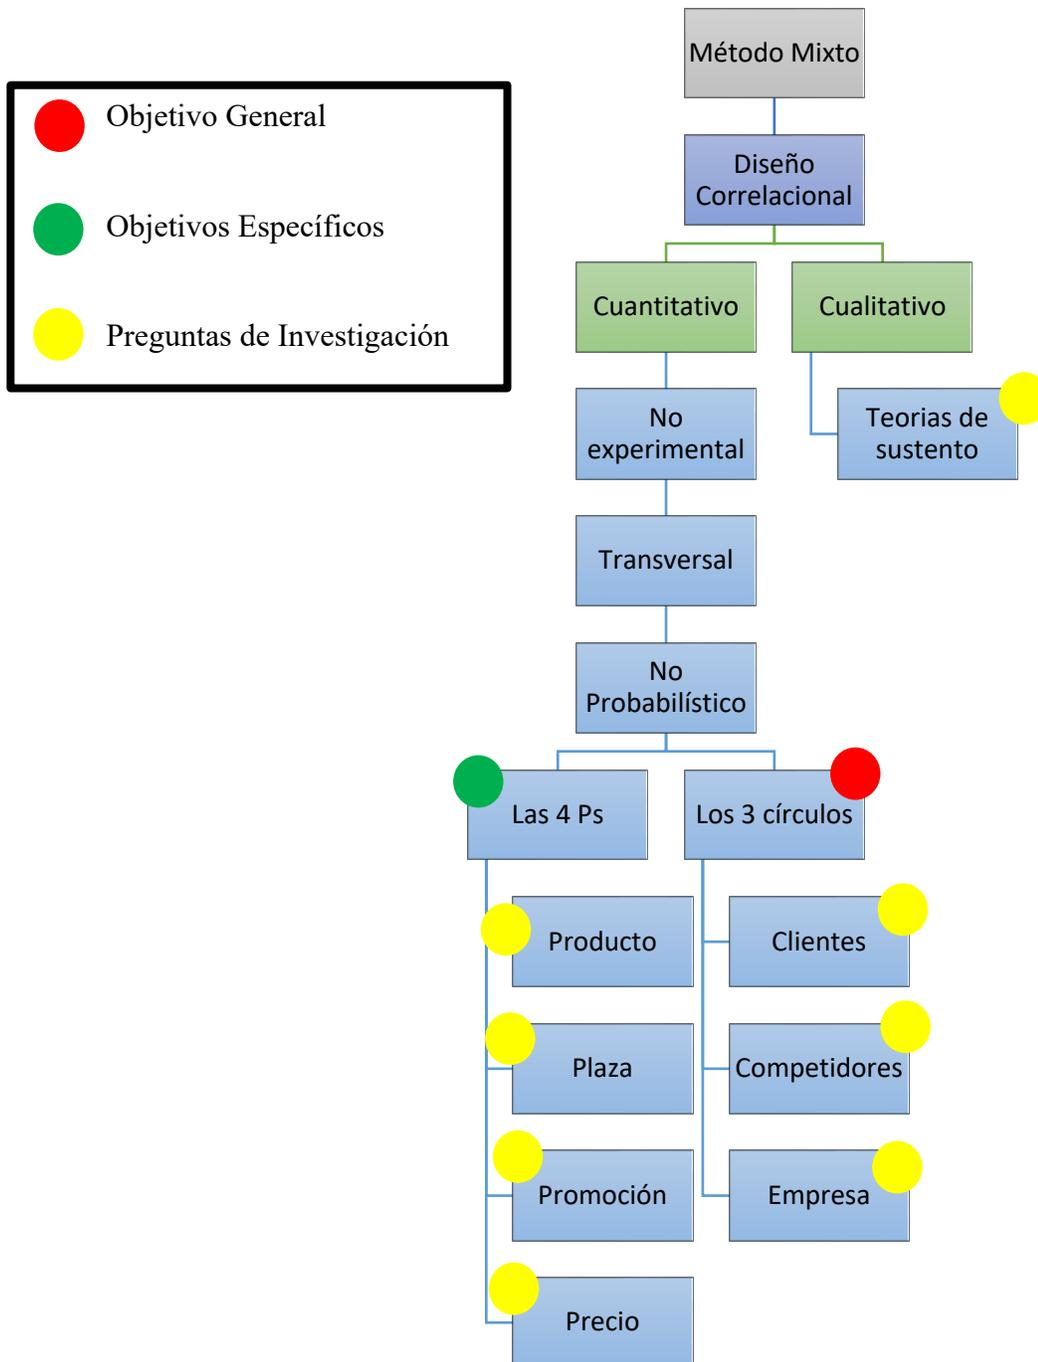 Objetivo General
Objetivos Específicos
Preguntas de Investigación
Método Mixto
Diseño
Correlacional
Cuantitativo
Cualitativo
No
experimental
Teorias de
sustento
Transversal
No
Probabilístico
Las 4 Ps
Los 3 círculos
Producto
Clientes
Plaza
Competidores
Promoción
Empresa
Precio